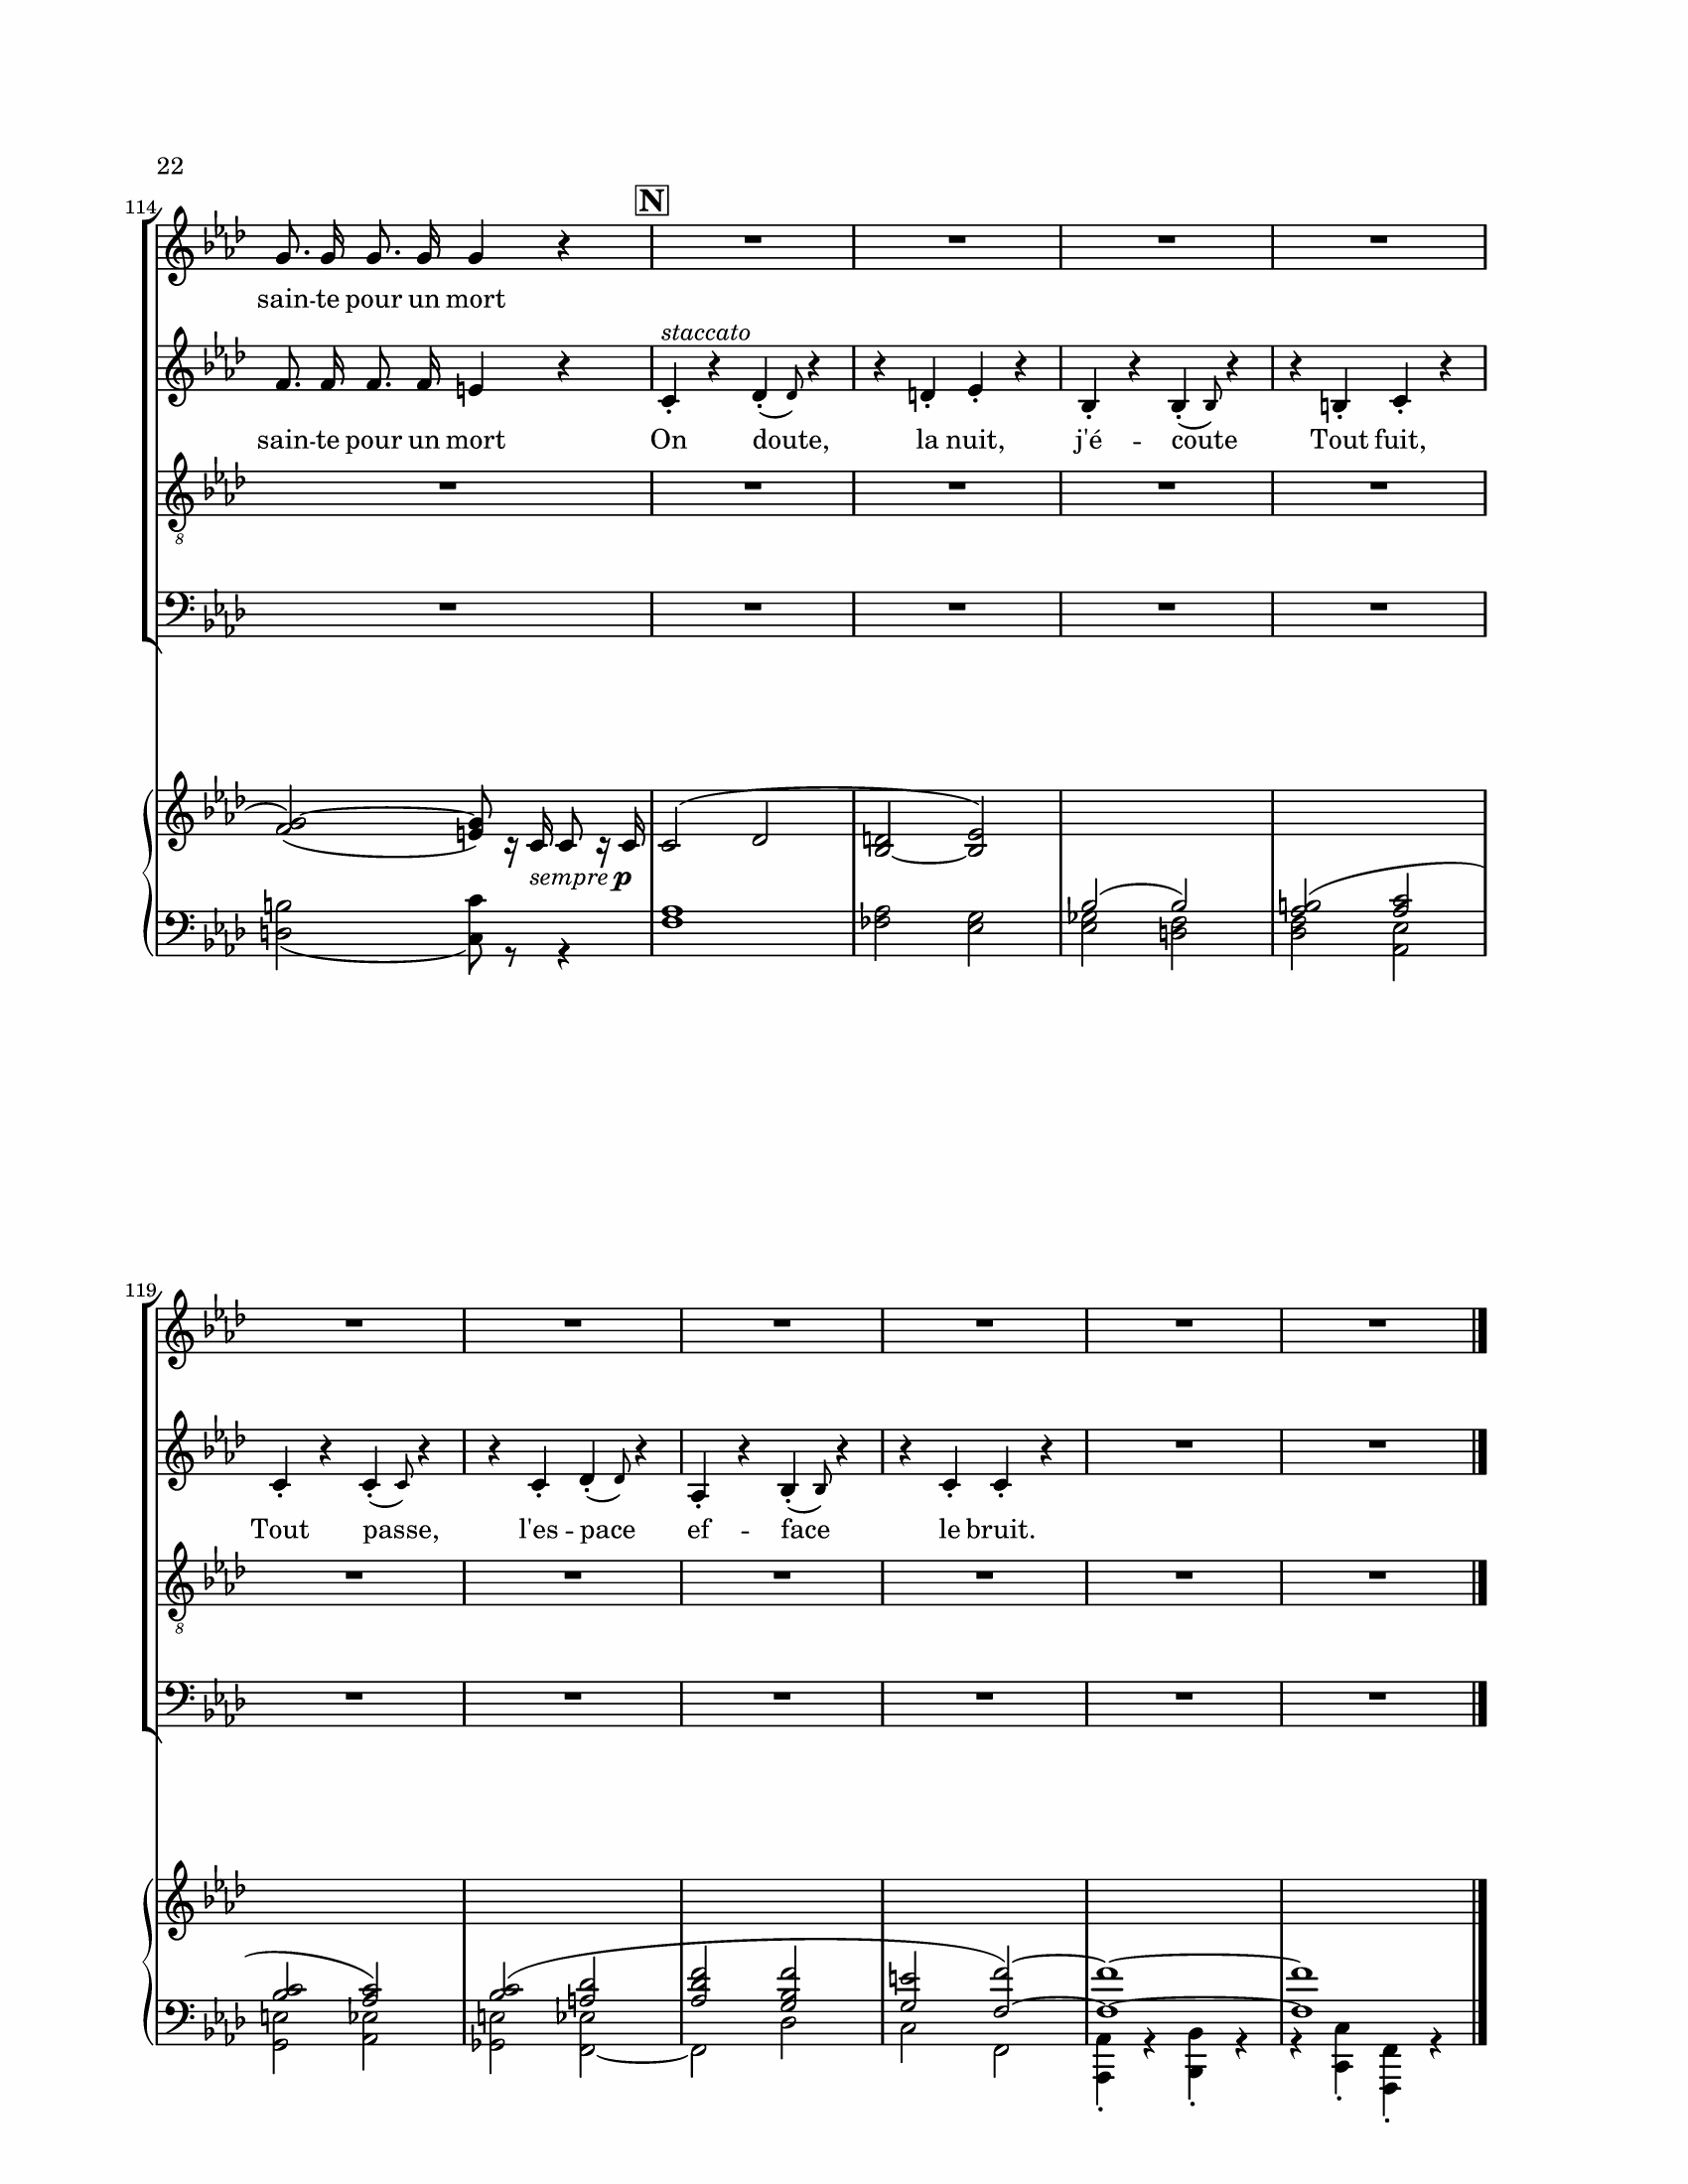 22
114
N
sain -- te pour un mort
staccato
sain -- te pour un mort On doute, la nuit, j'é -- coute Tout fuit,
8
sempre p
119
Tout passe, l'es -- pace ef -- face le bruit.
8